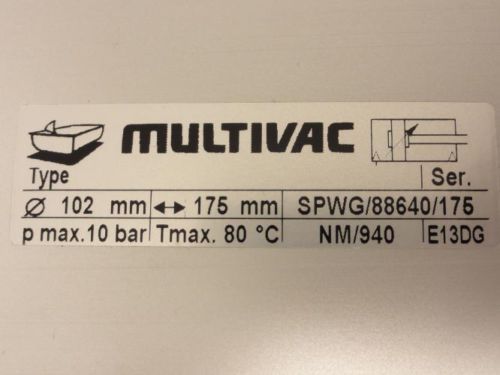 MULTIVAC
Type Ser.
Ø 102 mm ↔ 175 mm SPWG/88640/175
p max.10 bar Tmax. 80 °C NM/940 E13DG